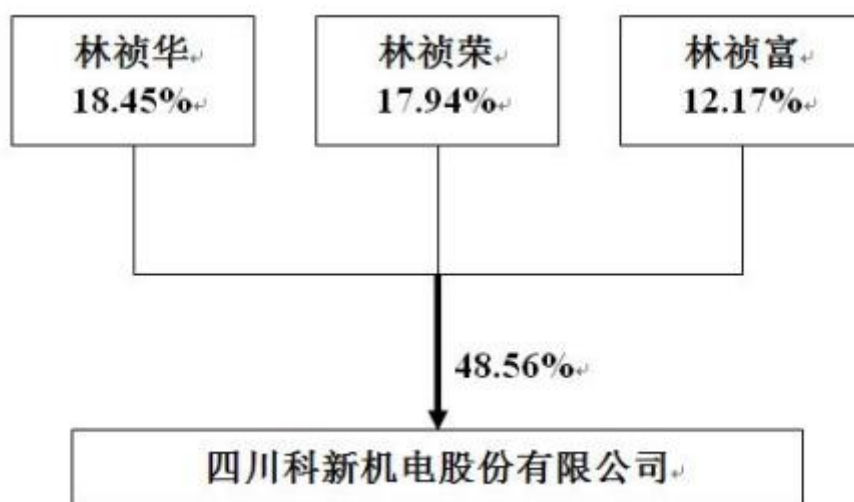 林祯华
18.45%
林祯荣
17.94%
林祯富
12.17%
48.56%
四川科新机电股份有限公司